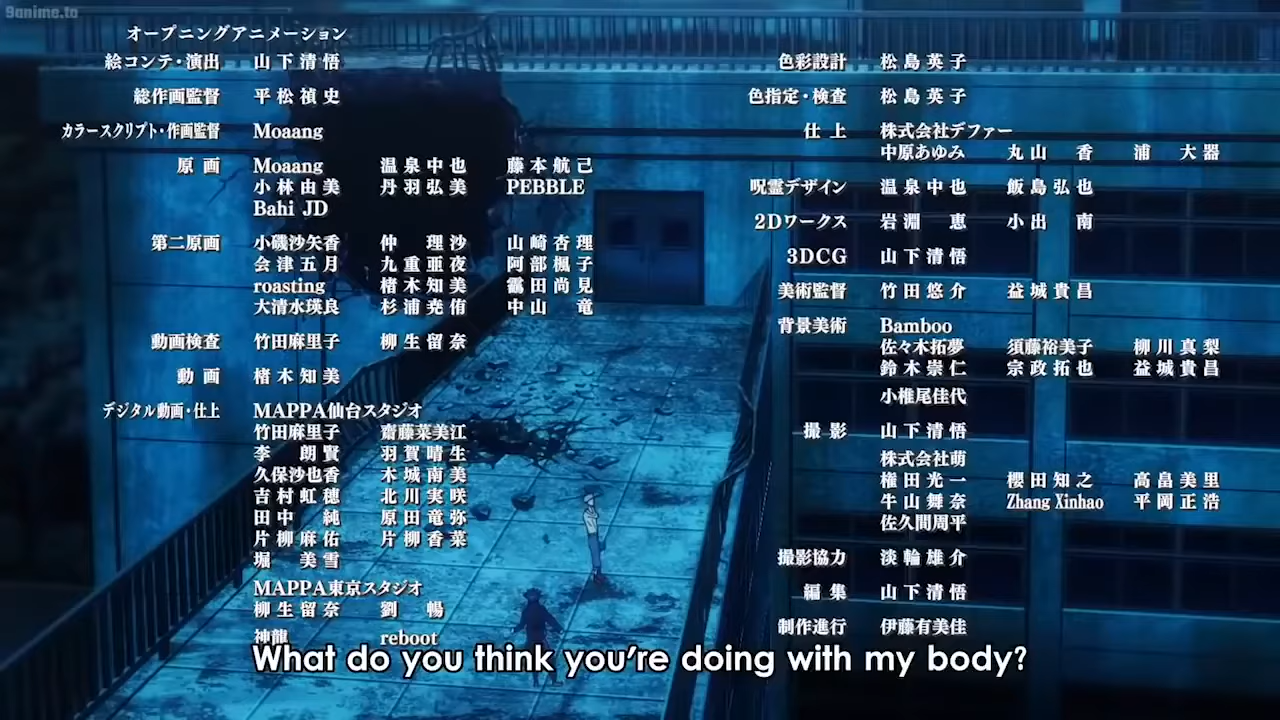 9anime.to
オープニングアニメーション
絵コンテ・演出 山下清悟
総作画監督 平松禎史
カラースクリプト・作画監督 Moaang
原画 Moaang 温泉中也 藤本航己
小林由美 丹羽弘美 PEBBLE
Bahi JD
第二原画 小磯沙矢香 仲理沙 山崎杏理
会津五月 九重亜夜 阿部楓子
roasting 楮木知美 靍田尚見
大清水瑛良 杉浦尭侑 中山竜
動画検査 竹田麻里子 柳生留奈
動画 楮木知美
デジタル動画・仕上 MAPPA仙台スタジオ
竹田麻里子 齋藤菜美江
李朗賢 羽賀晴生
久保沙也香 木城南美
吉村虹穂 北川実咲
田中純 原田竜弥
片柳麻佑 片柳香菜
堀美雪
MAPPA東京スタジオ
柳生留奈 劉暢
神龍 reboot
色彩設計 松島英子
色指定・検査 松島英子
仕上 株式会社デファー
中原あゆみ 丸山香 浦大器
呪霊デザイン 温泉中也 飯島弘也
2Dワークス 岩淵恵 小出南
3DCG 山下清悟
美術監督 竹田悠介 益城貴昌
背景美術 Bamboo
佐々木拓夢 須藤裕美子 柳川真梨
鈴木崇仁 宗政拓也 益城貴昌
小椎尾佳代
撮影 山下清悟
株式会社萌
権田光一 櫻田知之 高畠美里
牛山舞奈 Zhang Xinhao 平岡正浩
佐久間周平
撮影協力 淡輪雄介
編集 山下清悟
制作進行 伊藤有美佳
What do you think you're doing with my body?